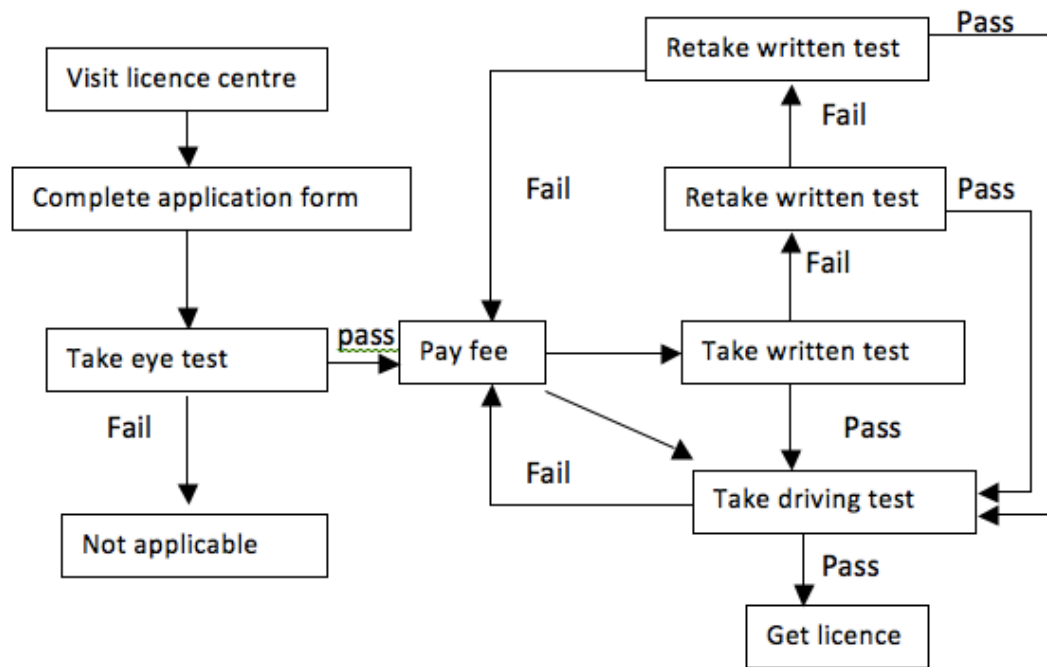 Visit licence centre
Complete application form
Take eye test
Fail
Not applicable
pass
Pay fee
Retake written test
Pass
Fail
Fail
Retake written test
Pass
Fail
Take written test
Pass
Fail
Take driving test
Pass
Get licence